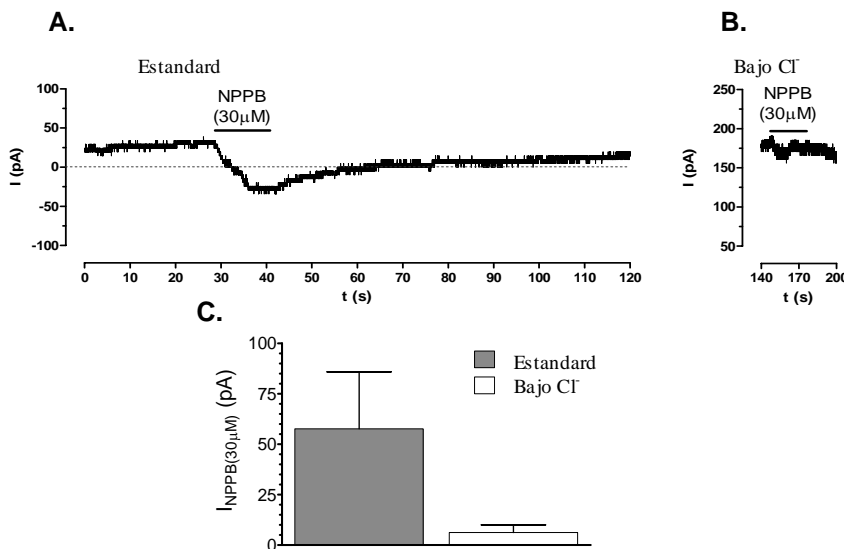 A.
Estandard
NPPB
(30µM)
I (pA)
100
50
0
-50
-100
0 10 20 30 40 50 60 70 80 90 100 110 120
t (s)
B.
Bajo Cl⁻
NPPB
(30µM)
I (pA)
250
200
150
100
50
140 170 200
t (s)
C.
I NPPB(30µM) (pA)
100
75
50
25
0
Estandard
Bajo Cl⁻